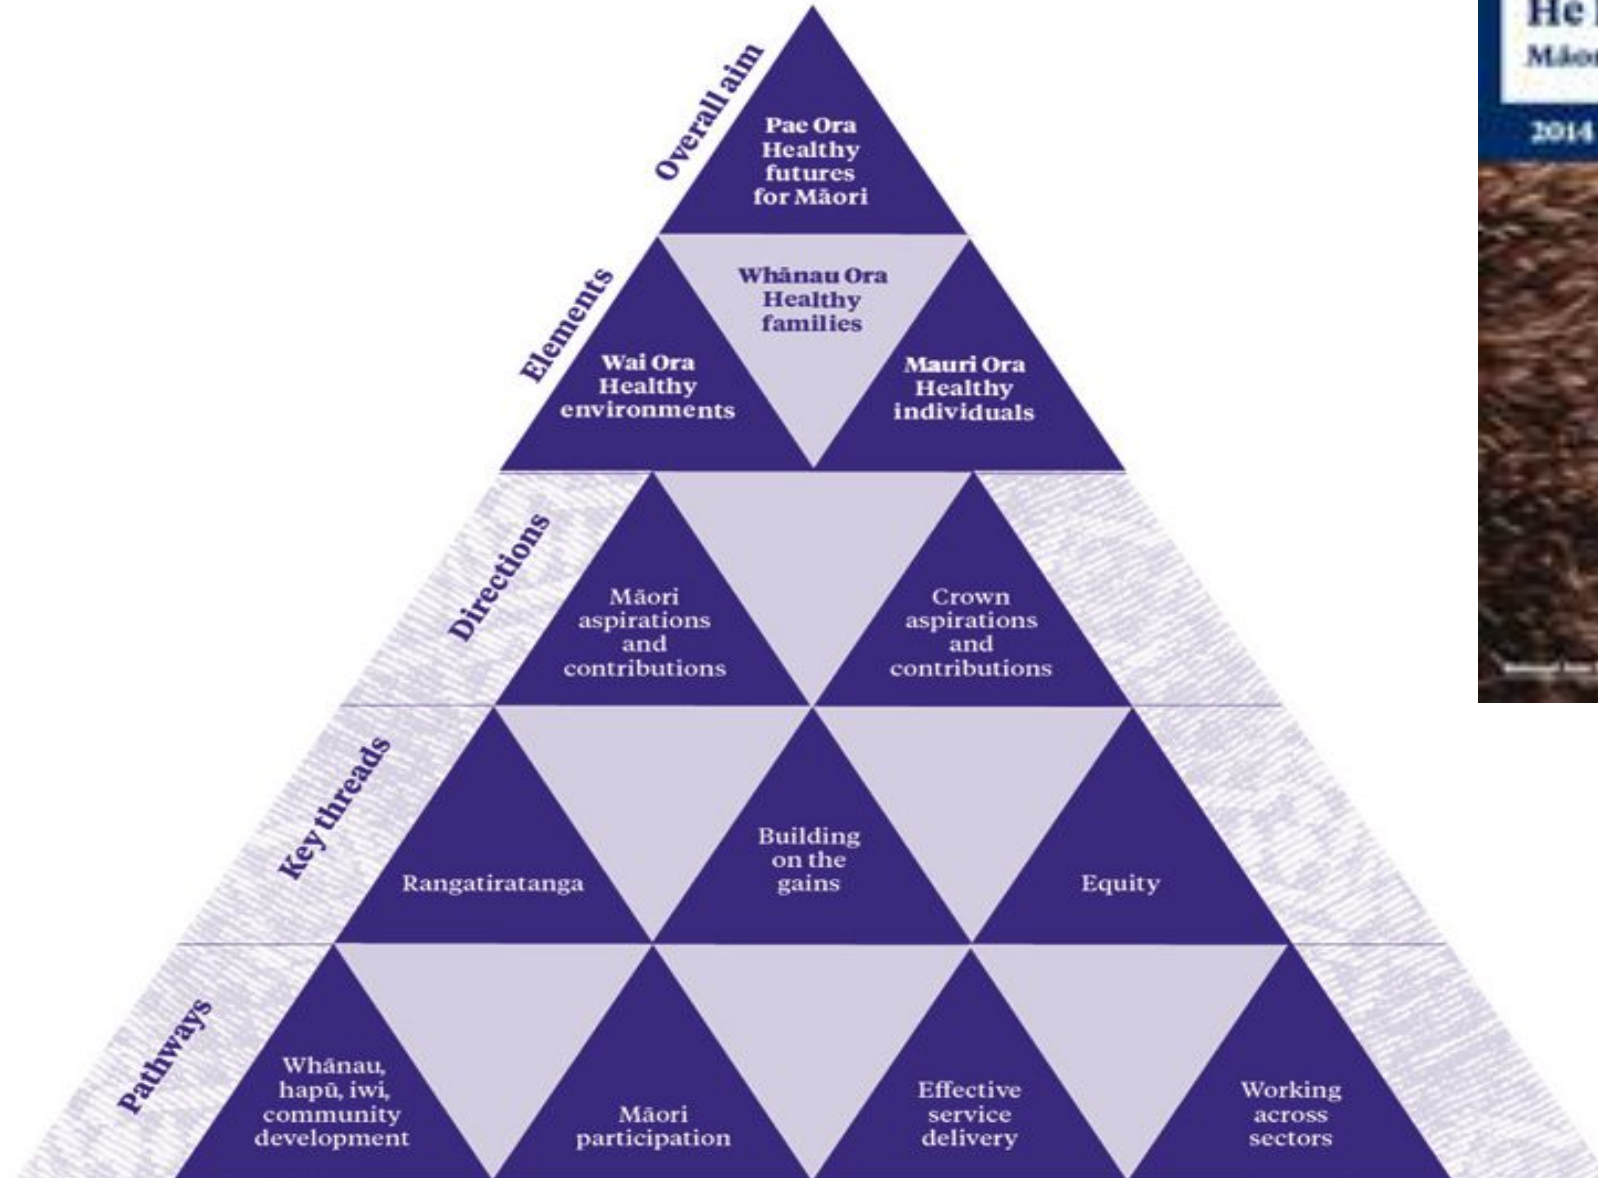 Overall aim
Pae Ora
Healthy
futures
for Māori
Elements
Whānau Ora
Healthy
families
Wai Ora
Healthy
environments
Mauri Ora
Healthy
individuals
Directions
Māori
aspirations
and
contributions
Crown
aspirations
and
contributions
Key threads
Rangatiratanga
Building
on the
gains
Equity
Pathways
Whānau,
hapū, iwi,
community
development
Māori
participation
Effective
service
delivery
Working
across
sectors
He
2014